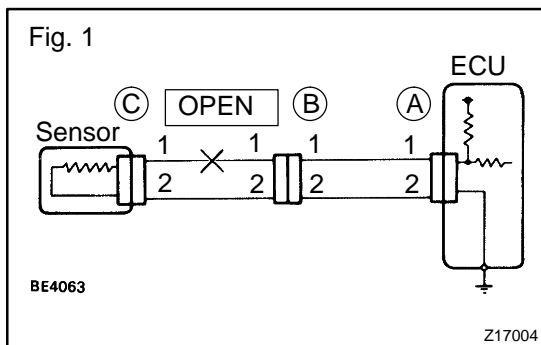 Fig. 1
ECU
C OPEN B A
Sensor
1 1 1 1
2 2 2 2
BE4063
Z17004